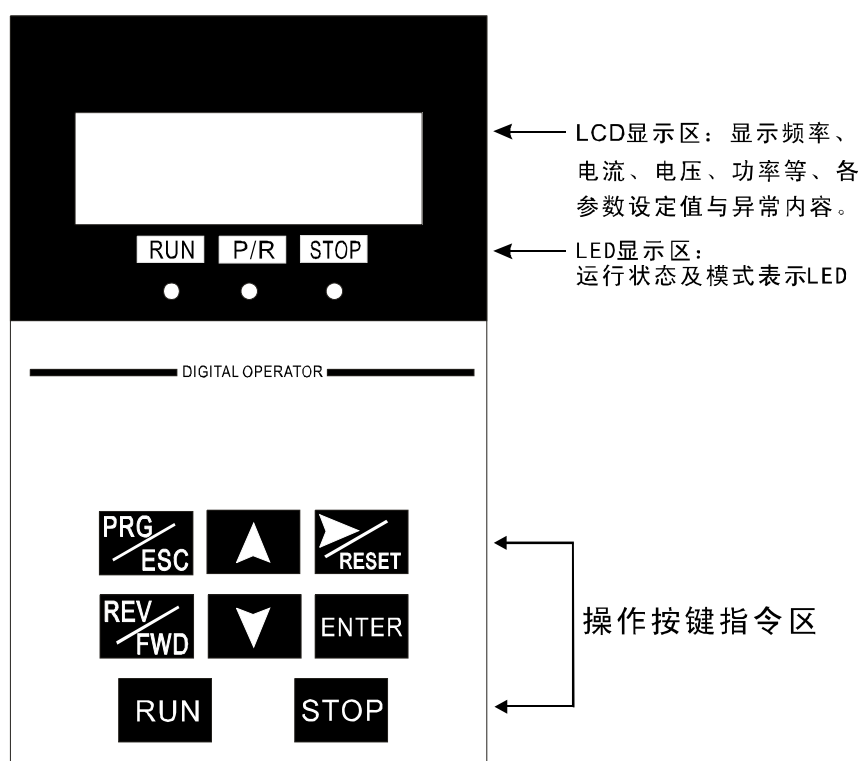 LCD显示区：显示频率、
电流、电压、功率等、各
参数设定值与异常内容。
RUN P/R STOP
LED显示区：
运行状态及模式表示LED
DIGITAL OPERATOR
PRG/ESC
RESET
REV/FWD
ENTER
操作按键指令区
RUN
STOP